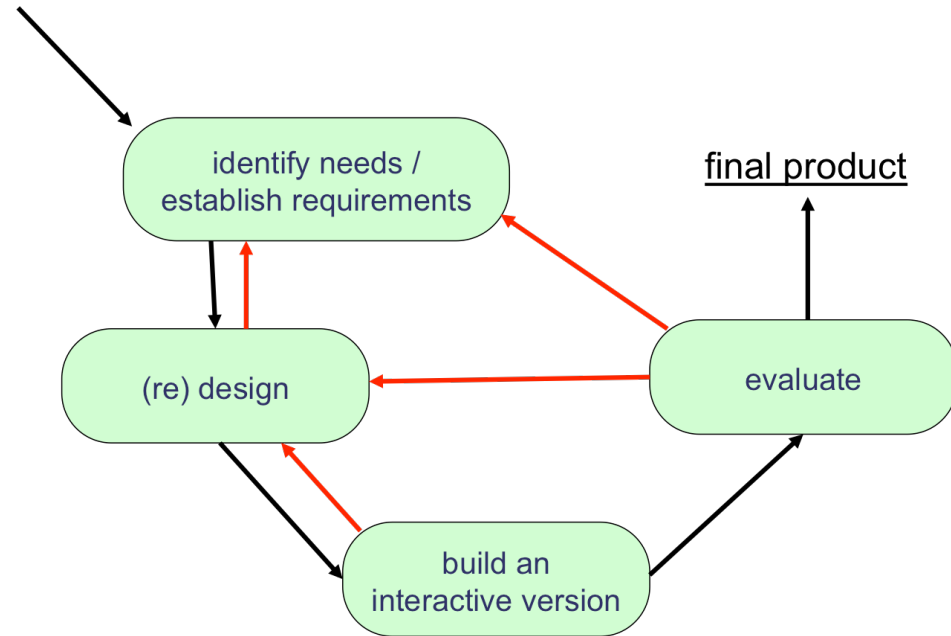 identify needs /
establish requirements
final product
(re) design
evaluate
build an
interactive version